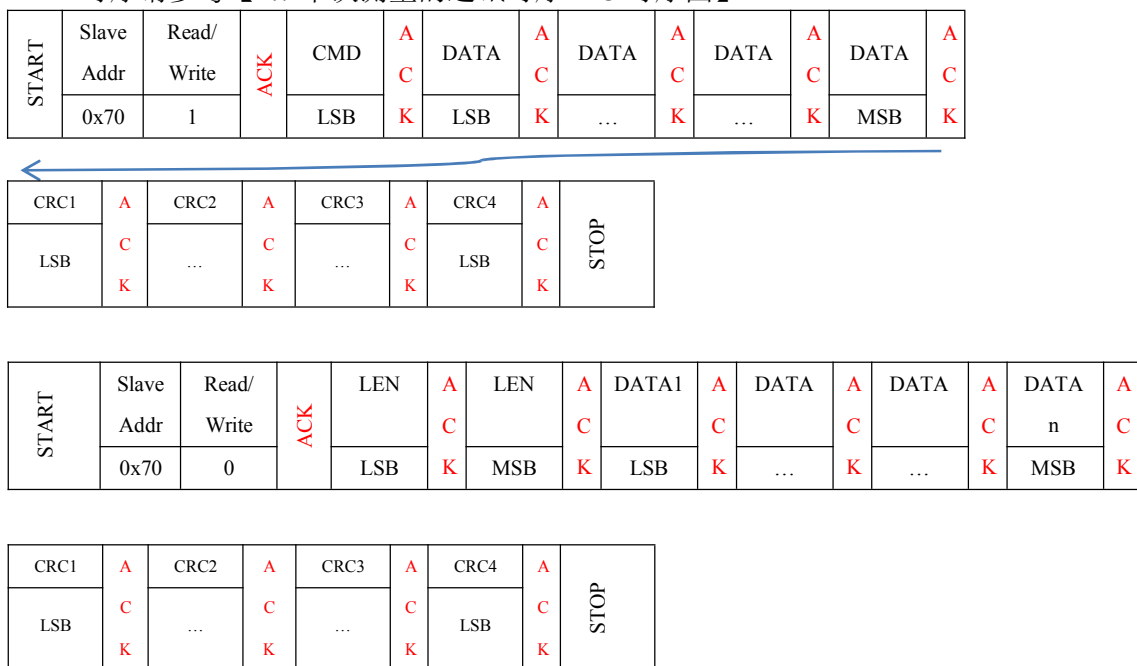 START Slave Addr Read/ Write ACK CMD A C K DATA A C K DATA A C K DATA A C K DATA A C K
0x70 1 LSB LSB … … MSB
CRC1 A C K CRC2 A C K CRC3 A C K CRC4 A C K STOP
LSB … … LSB
START Slave Addr Read/ Write ACK LEN A C K LEN A C K DATA1 A C K DATA A C K DATA A C K DATA n A C K
0x70 0 LSB MSB LSB … … MSB
CRC1 A C K CRC2 A C K CRC3 A C K CRC4 A C K STOP
LSB … … LSB